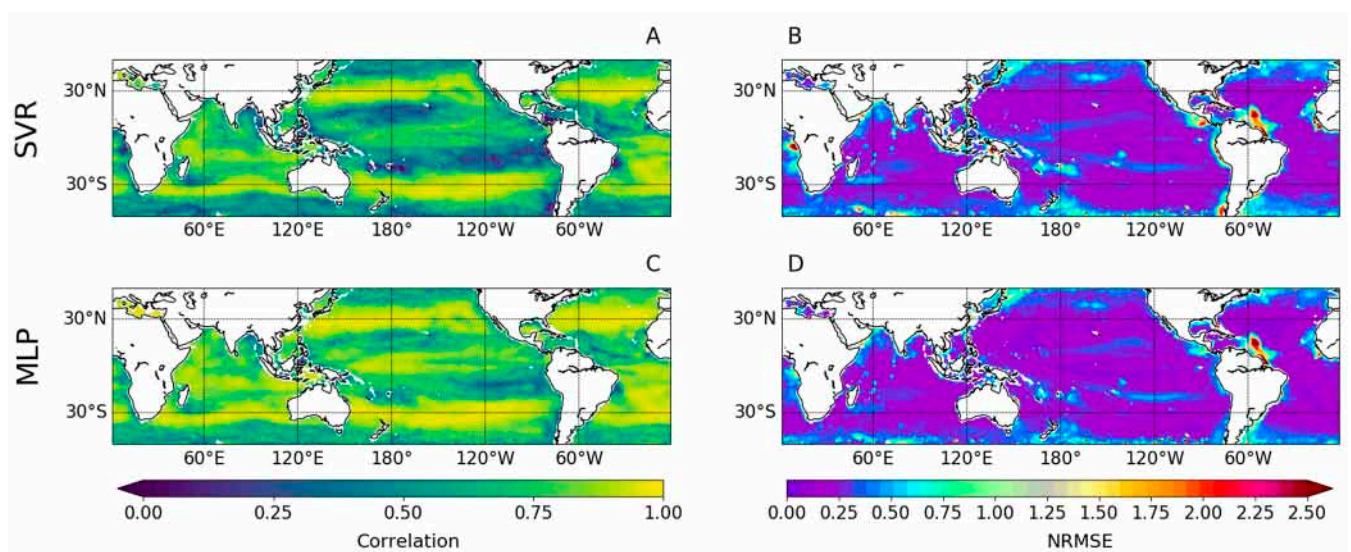 A
B
SVR
30°N
30°S
60°E 120°E 180° 120°W 60°W
60°E 120°E 180° 120°W 60°W
C
D
MLP
30°N
30°S
30°N
30°S
30°N
30°S
60°E 120°E 180° 120°W 60°W
60°E 120°E 180° 120°W 60°W
0.00 0.25 0.50 0.75 1.00
0.00 0.25 0.50 0.75 1.00 1.25 1.50 1.75 2.00 2.25 2.50
Correlation
NRMSE